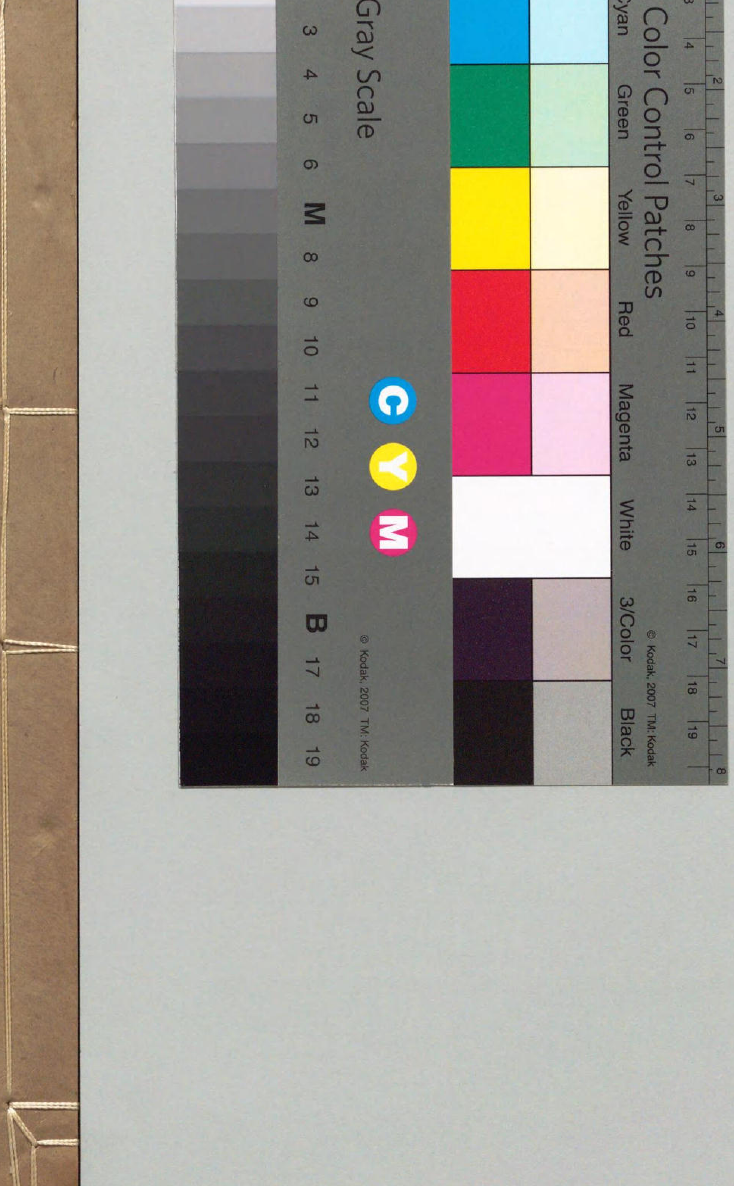 3 4 5 6 7 8 9 10 11 12 13 14 15 16 17 18 19
2 3 4 5 6 7 8
Color Control Patches
© Kodak, 2007 TM: Kodak
Cyan Green Yellow Red Magenta White 3/Color Black
Gray Scale
C Y M
© Kodak, 2007 TM: Kodak
3 4 5 6 M 8 9 10 11 12 13 14 15 B 17 18 19